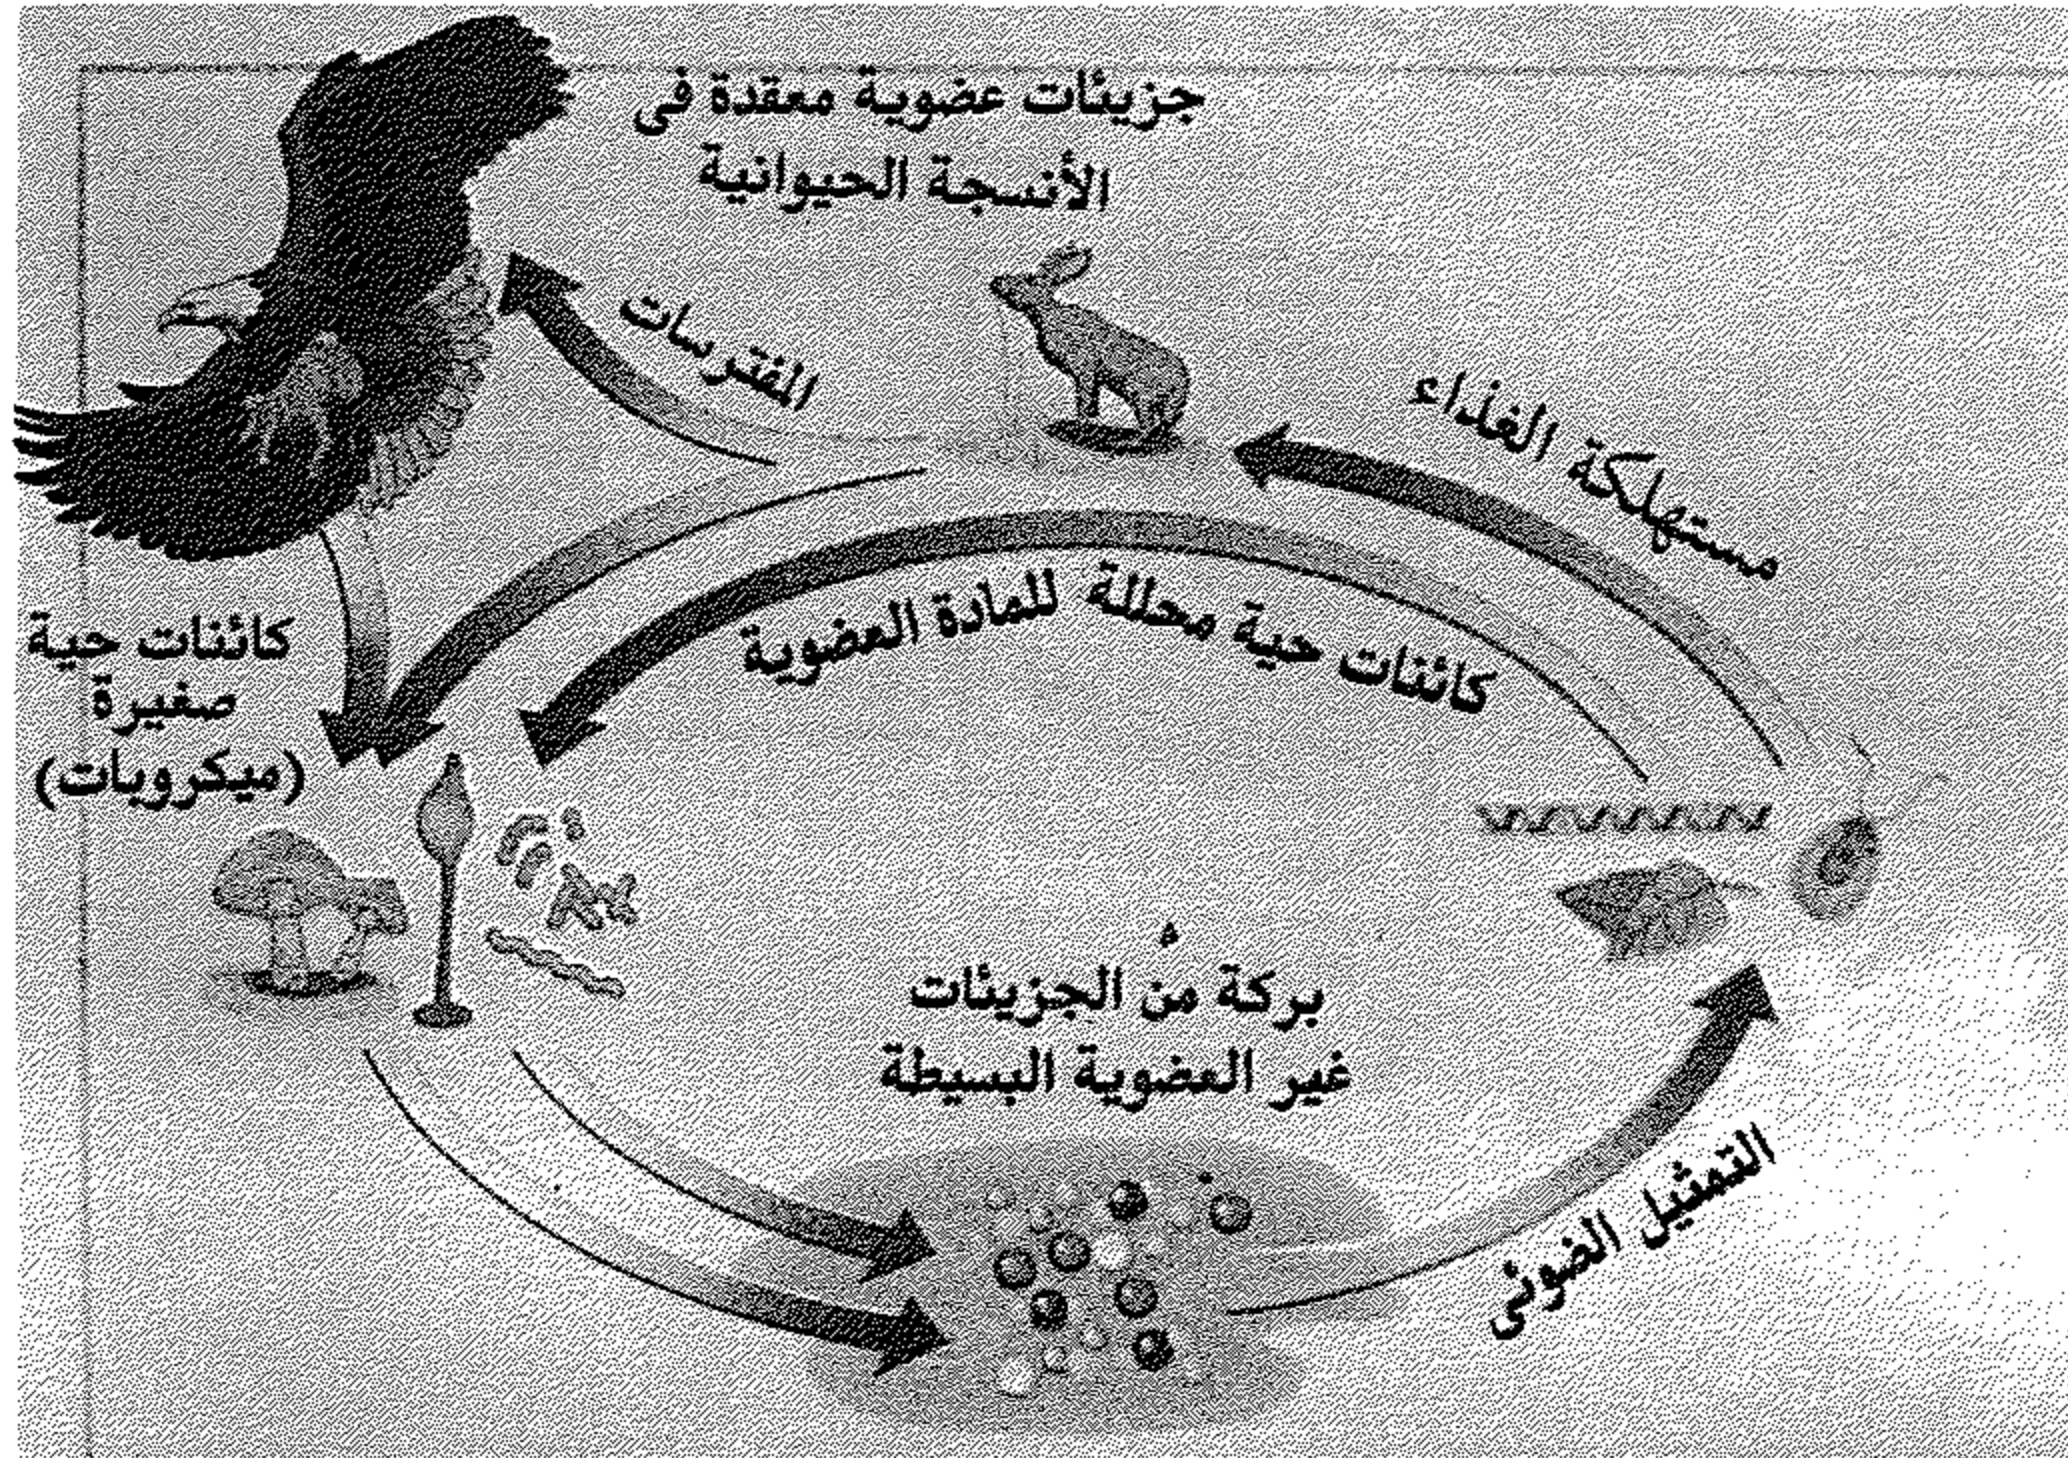 جزيئات عضوية معقدة فى
الأنسجة الحيوانية
المفترسات
مستهلكة الغذاء
كائنات حية محللة للمادة العضوية
كائنات حية
صغيرة
(ميكروبات)
بركة من الجزيئات
غير العضوية البسيطة
التمثيل الضوئى